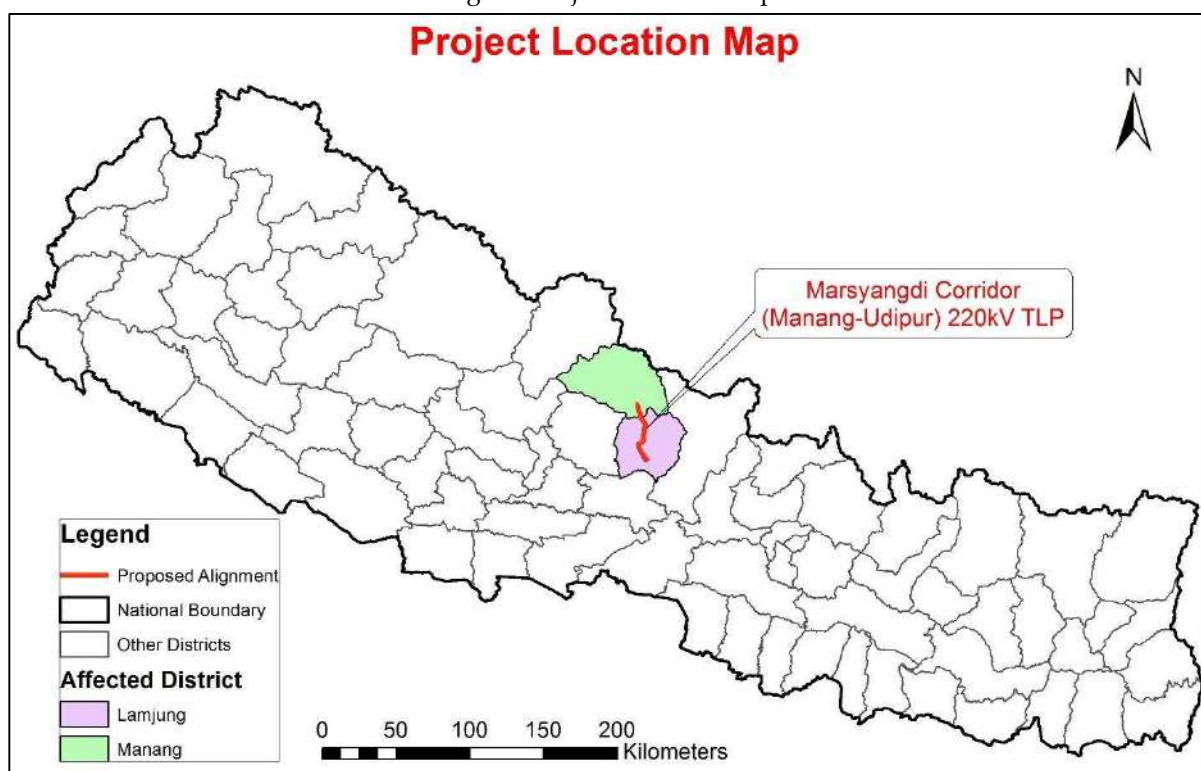 Project Location Map
N
Marsyangdi Corridor
(Manang-Udipur) 220kV TLP
Legend
Proposed Alignment
National Boundary
Other Districts
Affected District
Lamjung
Manang
0 50 100 150 200
Kilometers